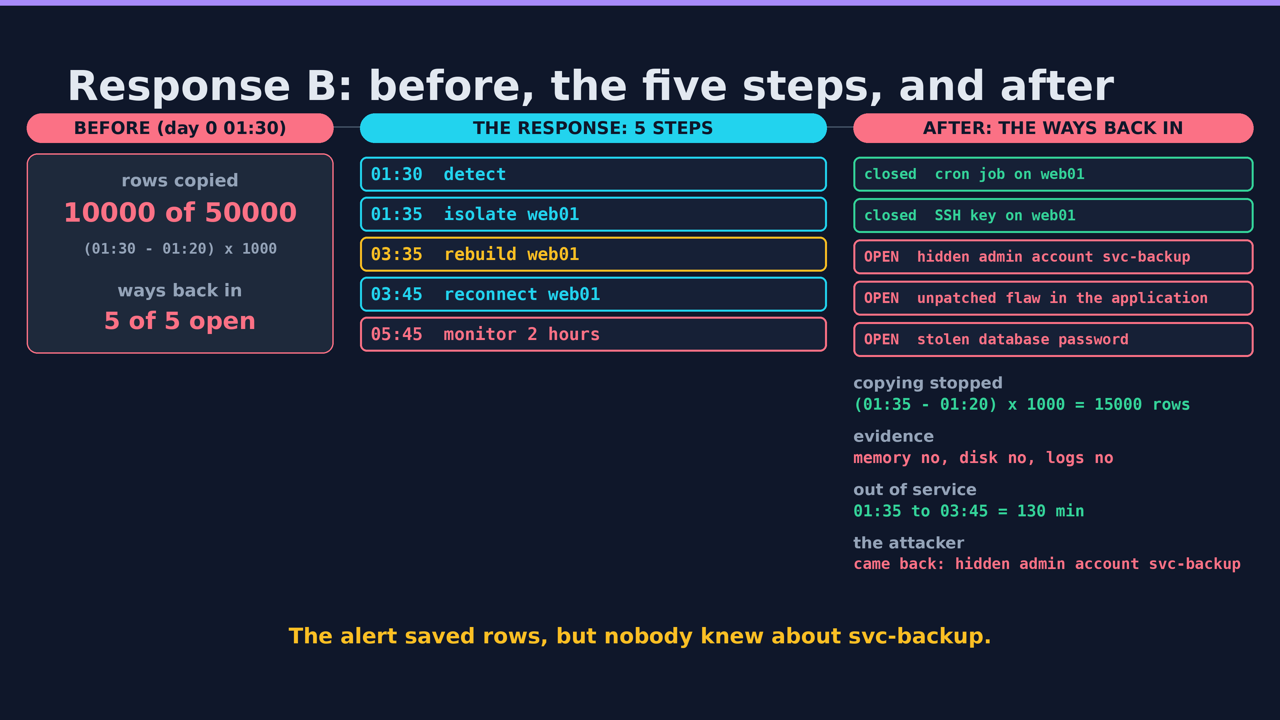 Response B: before, the five steps, and after
BEFORE (day 0 01:30)
rows copied
10000 of 50000
(01:30 - 01:20) x 1000
ways back in
5 of 5 open
THE RESPONSE: 5 STEPS
01:30 detect
01:35 isolate web01
03:35 rebuild web01
03:45 reconnect web01
05:45 monitor 2 hours
AFTER: THE WAYS BACK IN
closed cron job on web01
closed SSH key on web01
OPEN hidden admin account svc-backup
OPEN unpatched flaw in the application
OPEN stolen database password
copying stopped
(01:35 - 01:20) x 1000 = 15000 rows
evidence
memory no, disk no, logs no
out of service
01:35 to 03:45 = 130 min
the attacker
came back: hidden admin account svc-backup
The alert saved rows, but nobody knew about svc-backup.